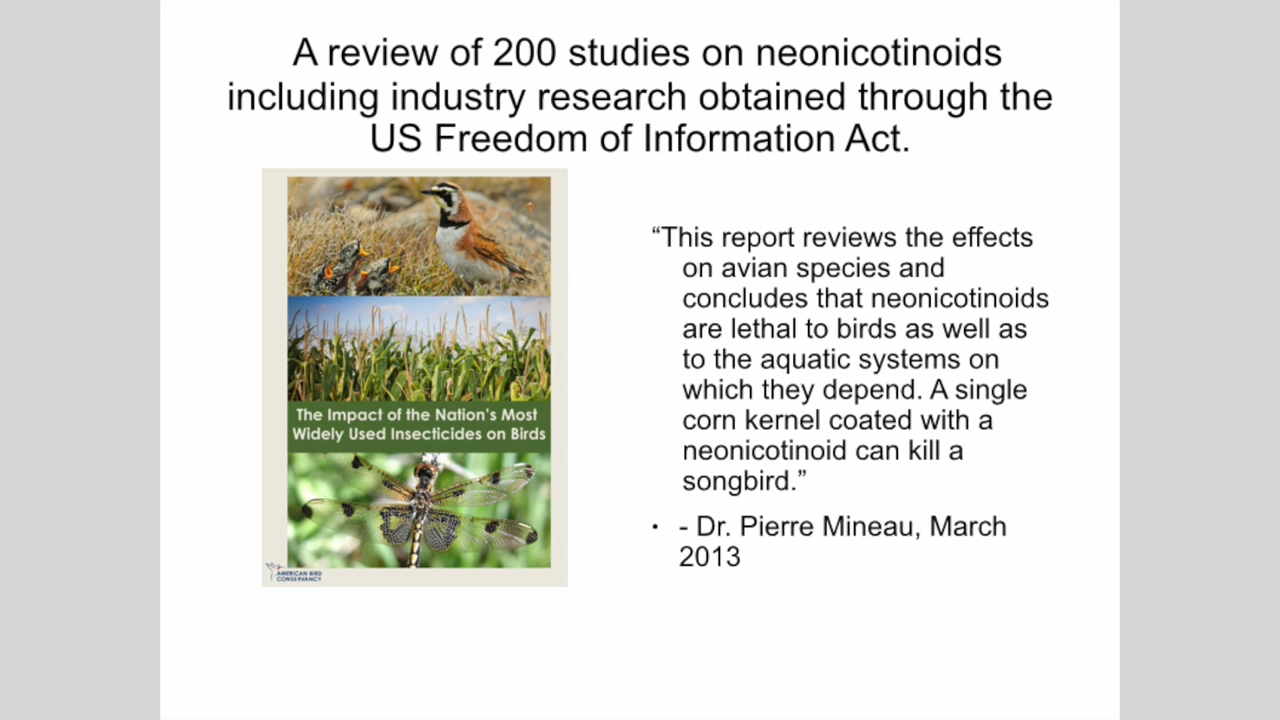 A review of 200 studies on neonicotinoids
including industry research obtained through the
US Freedom of Information Act.
The Impact of the Nation's Most
Widely Used Insecticides on Birds
AMERICAN BIRD
CONSERVANCY
“This report reviews the effects
on avian species and
concludes that neonicotinoids
are lethal to birds as well as
to the aquatic systems on
which they depend. A single
corn kernel coated with a
neonicotinoid can kill a
songbird.”
• - Dr. Pierre Mineau, March
2013